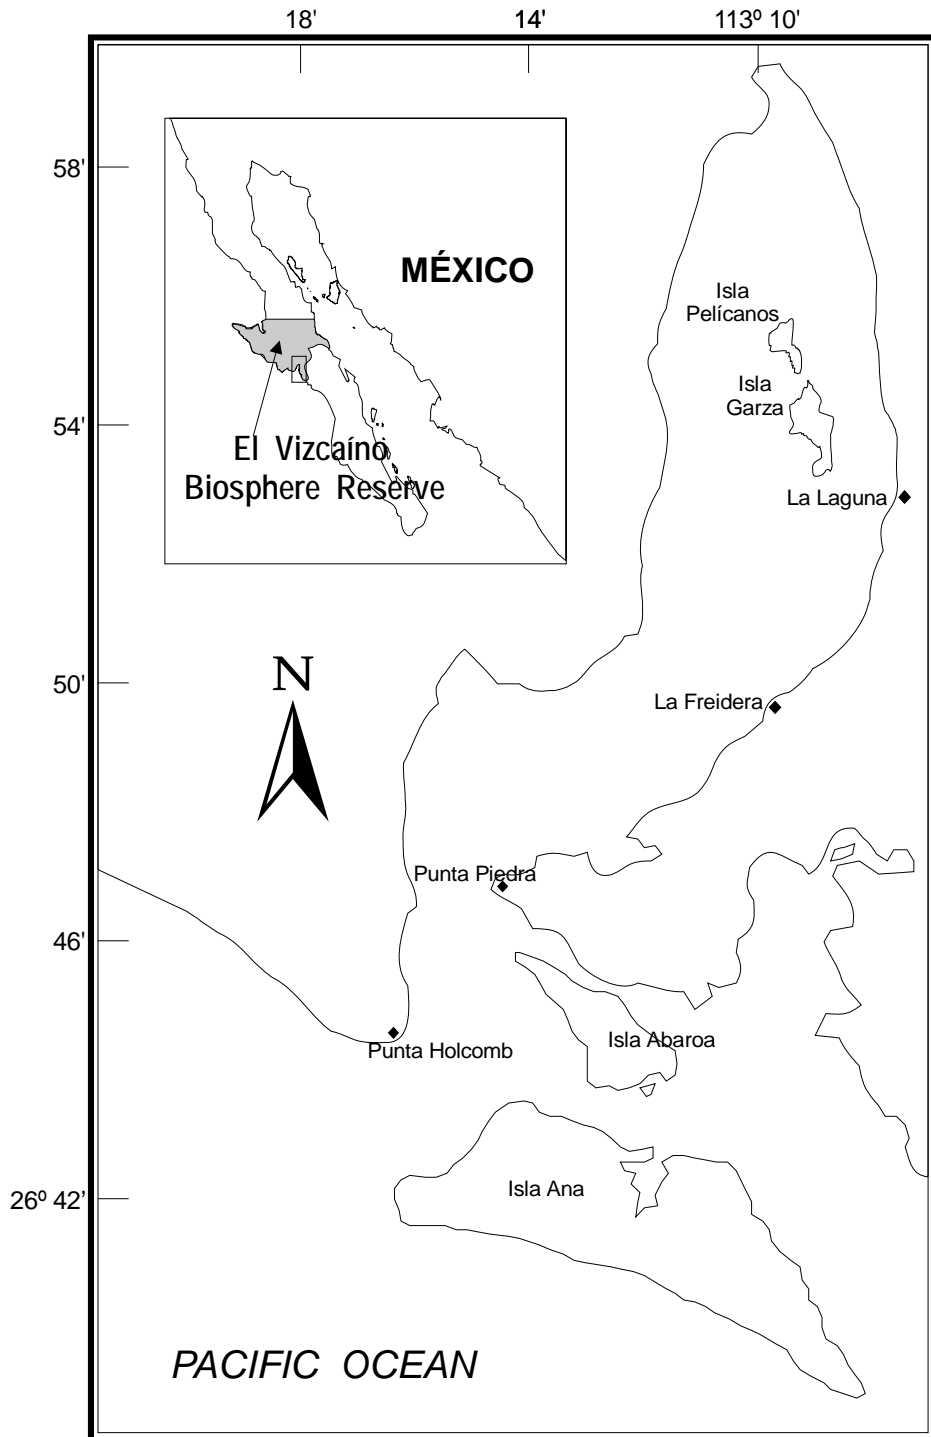 18'
14'
113º 10'
58'
MÉXICO
Isla
Pelícanos
Isla
Garza
54'
El Vizcaíno
Biosphere Reserve
La Laguna
N
50'
La Freidera
Punta Piedra
46'
Isla Abaroa
Punta Holcomb
Isla Ana
26º 42'
PACIFIC OCEAN